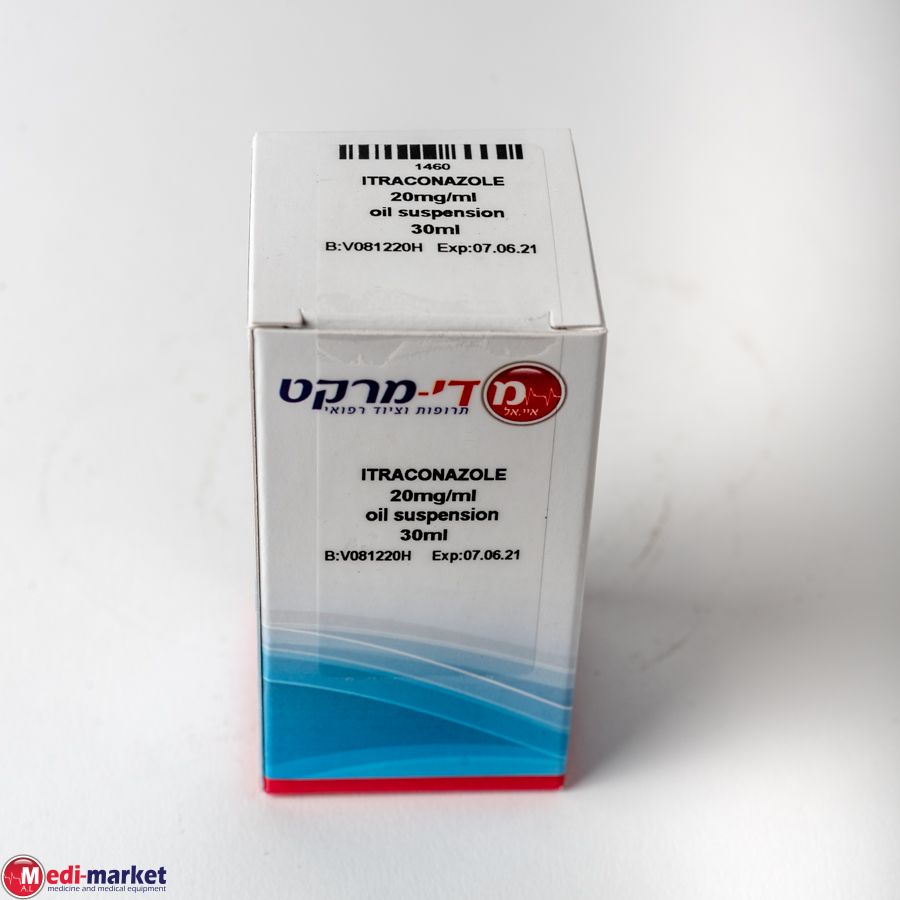 1460
ITRACONAZOLE
20mg/ml
oil suspension
30ml
B:V081220H Exp:07.06.21
מדי-מרקט
תרופות וציוד רפואי
איי.אל
ITRACONAZOLE
20mg/ml
oil suspension
30ml
B:V081220H Exp:07.06.21
Medi-market
A.L
medicine and medical equipment